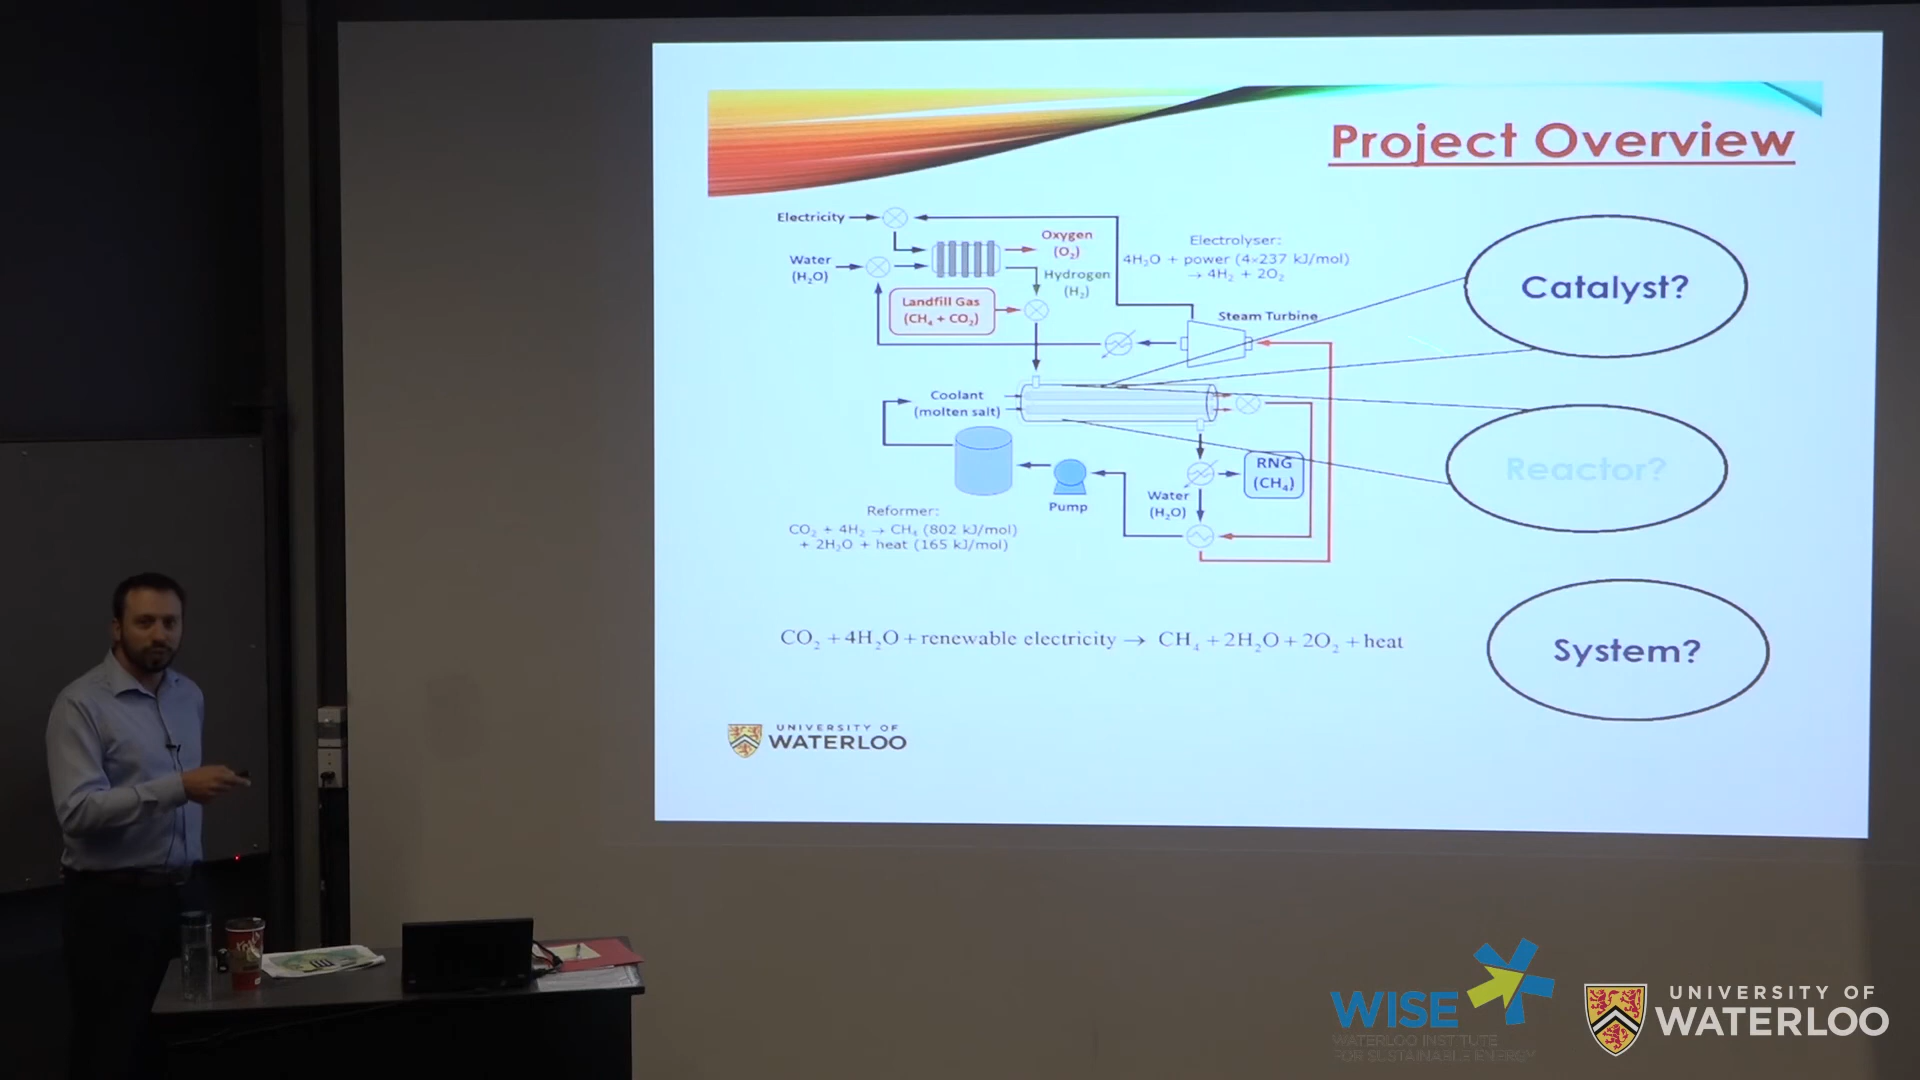 Project Overview
Electricity
Water
(H₂O)
Oxygen
(O₂)
Hydrogen
(H₂)
Electrolyser:
4H₂O + power (4×237 kJ/mol)
→ 4H₂ + 2O₂
Landfill Gas
(CH₄ + CO₂)
Steam Turbine
Coolant
(molten salt)
RNG
(CH₄)
Water
(H₂O)
Pump
Reformer:
CO₂ + 4H₂ → CH₄ (802 kJ/mol)
+ 2H₂O + heat (165 kJ/mol)
Catalyst?
Reactor?
System?
CO₂ + 4H₂O + renewable electricity → CH₄ + 2H₂O + 2O₂ + heat
UNIVERSITY OF
WATERLOO
WISE
WATERLOO INSTITUTE
FOR SUSTAINABLE ENERGY
UNIVERSITY OF
WATERLOO